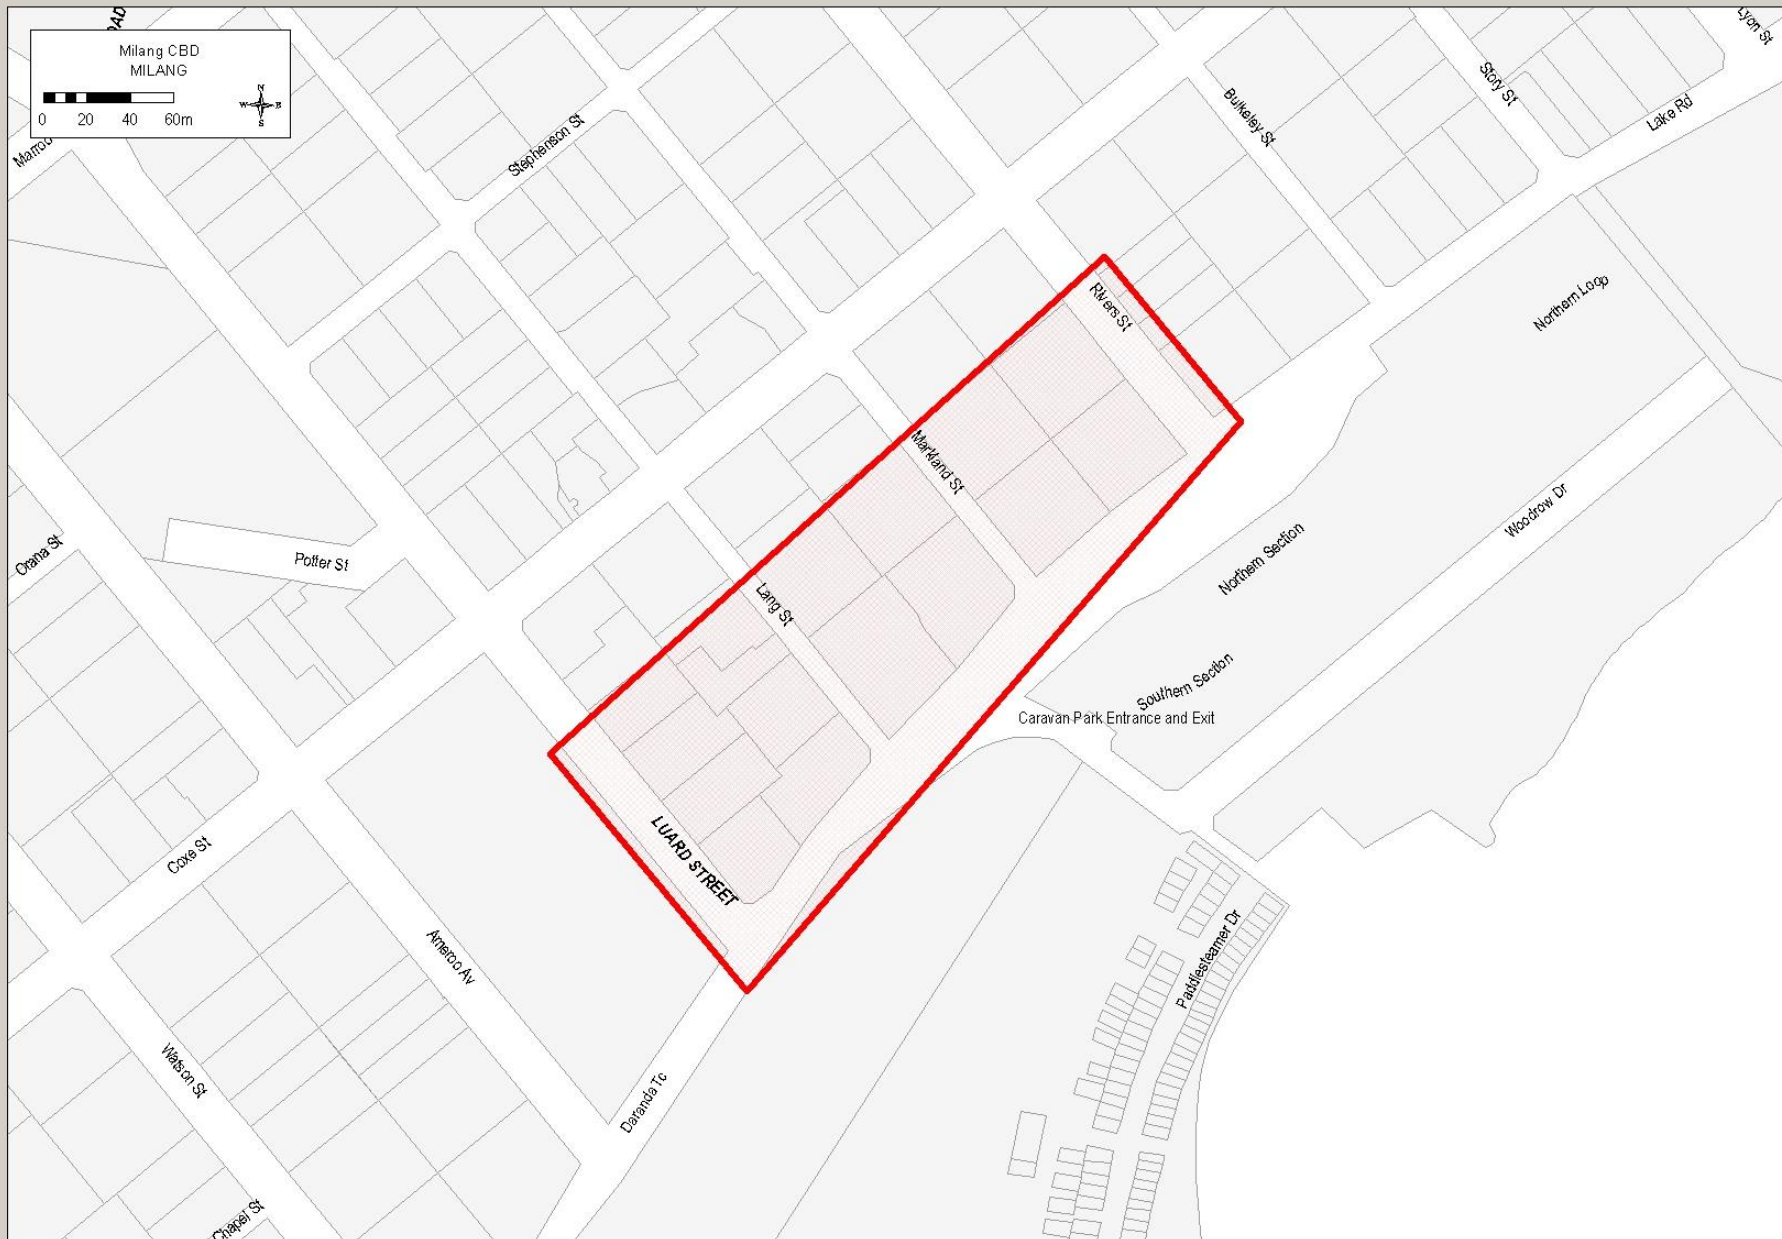 OAD
Milang CBD
MILANG
N
W E
S
0 20 40 60m
Lyon St
Story St
Bulkeley St
Lake Rd
Stephenson St
Northern Loop
Rivers St
Markland St
Woodrow Dr
Orana St
Potter St
Northern Section
Lang St
Southern Section
Caravan Park Entrance and Exit
LUARD STREET
Coxe St
Ameroo Av
Paddlesteamer Dr
Watson St
Daranda Tc
Chapel St